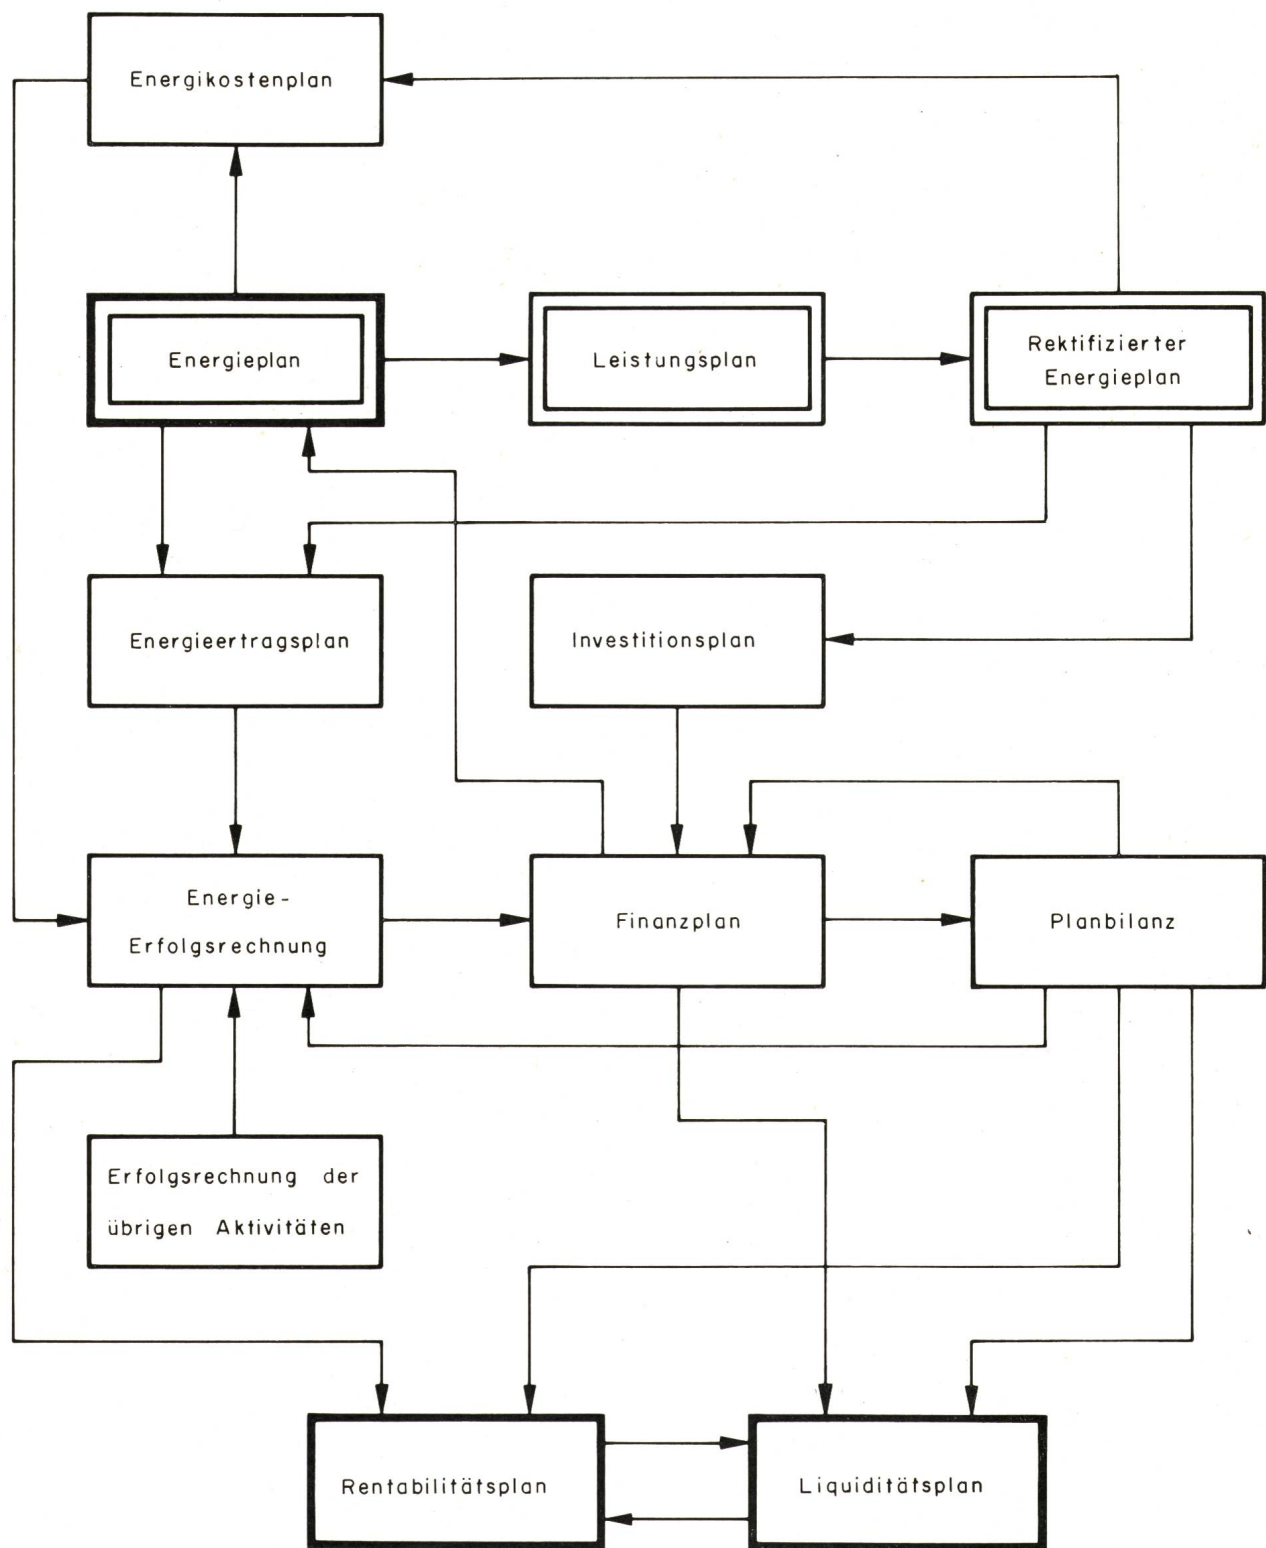 Energikostenplan
Energieplan
Leistungsplan
Rektifizierter
Energieplan
Energieertragsplan
Investitionsplan
Energie-
Erfolgsrechnung
Finanzplan
Planbilanz
Erfolgsrechnung der
übrigen Aktivitäten
Rentabilitätsplan
Liquiditätsplan